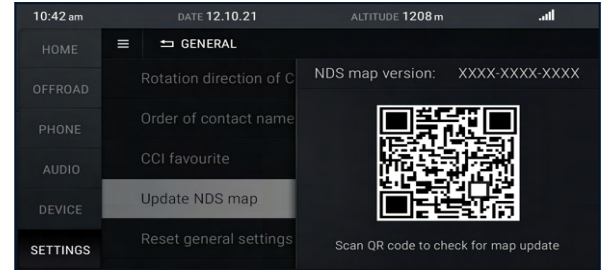 10:42 am DATE 12.10.21 ALTITUDE 1208 m
HOME
GENERAL
OFFROAD
Rotation direction of C
NDS map version: XXXX-XXXX-XXXX
PHONE
Order of contact name
AUDIO
CCI favourite
DEVICE
Update NDS map
SETTINGS
Reset general settings
Scan QR code to check for map update